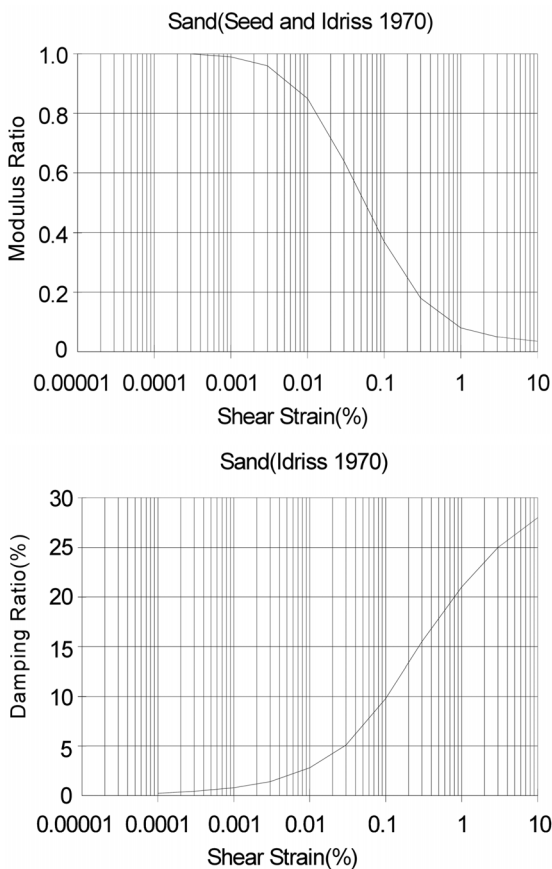 Sand(Seed and Idriss 1970)
1.0
0.8
0.6
0.4
0.2
0
Modulus Ratio
0.00001 0.0001 0.001 0.01 0.1 1 10
Shear Strain(%)
Sand(Idriss 1970)
30
25
20
15
10
5
0
Damping Ratio(%)
0.00001 0.0001 0.001 0.01 0.1 1 10
Shear Strain(%)